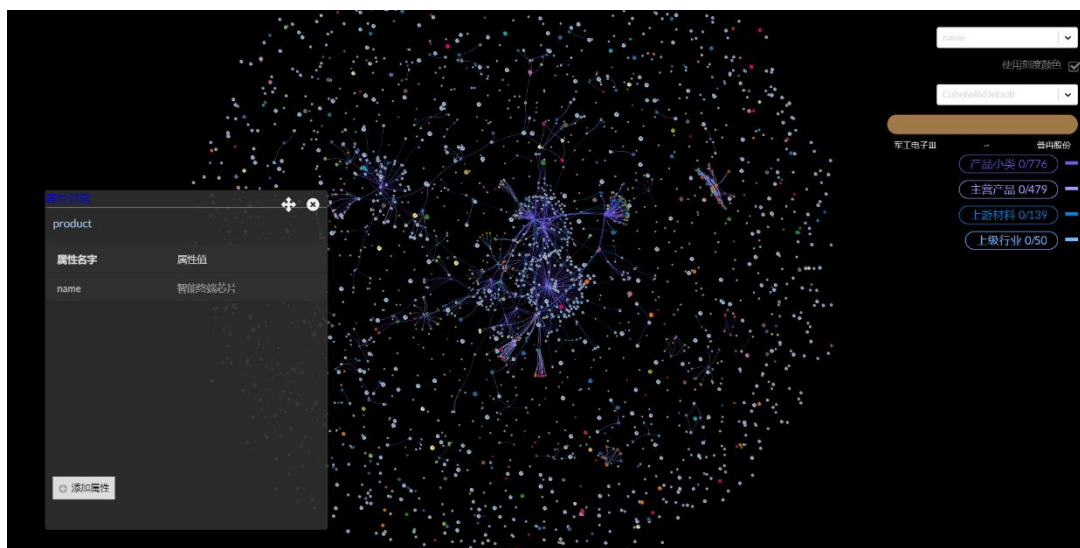 name
使用刻度颜色
CubehelixDefault
军工电子Ⅲ -- 普冉股份
产品小类 0/776
主营产品 0/479
上游材料 0/139
上级行业 0/50
product
属性名字 属性值
name 智能终端芯片
添加属性